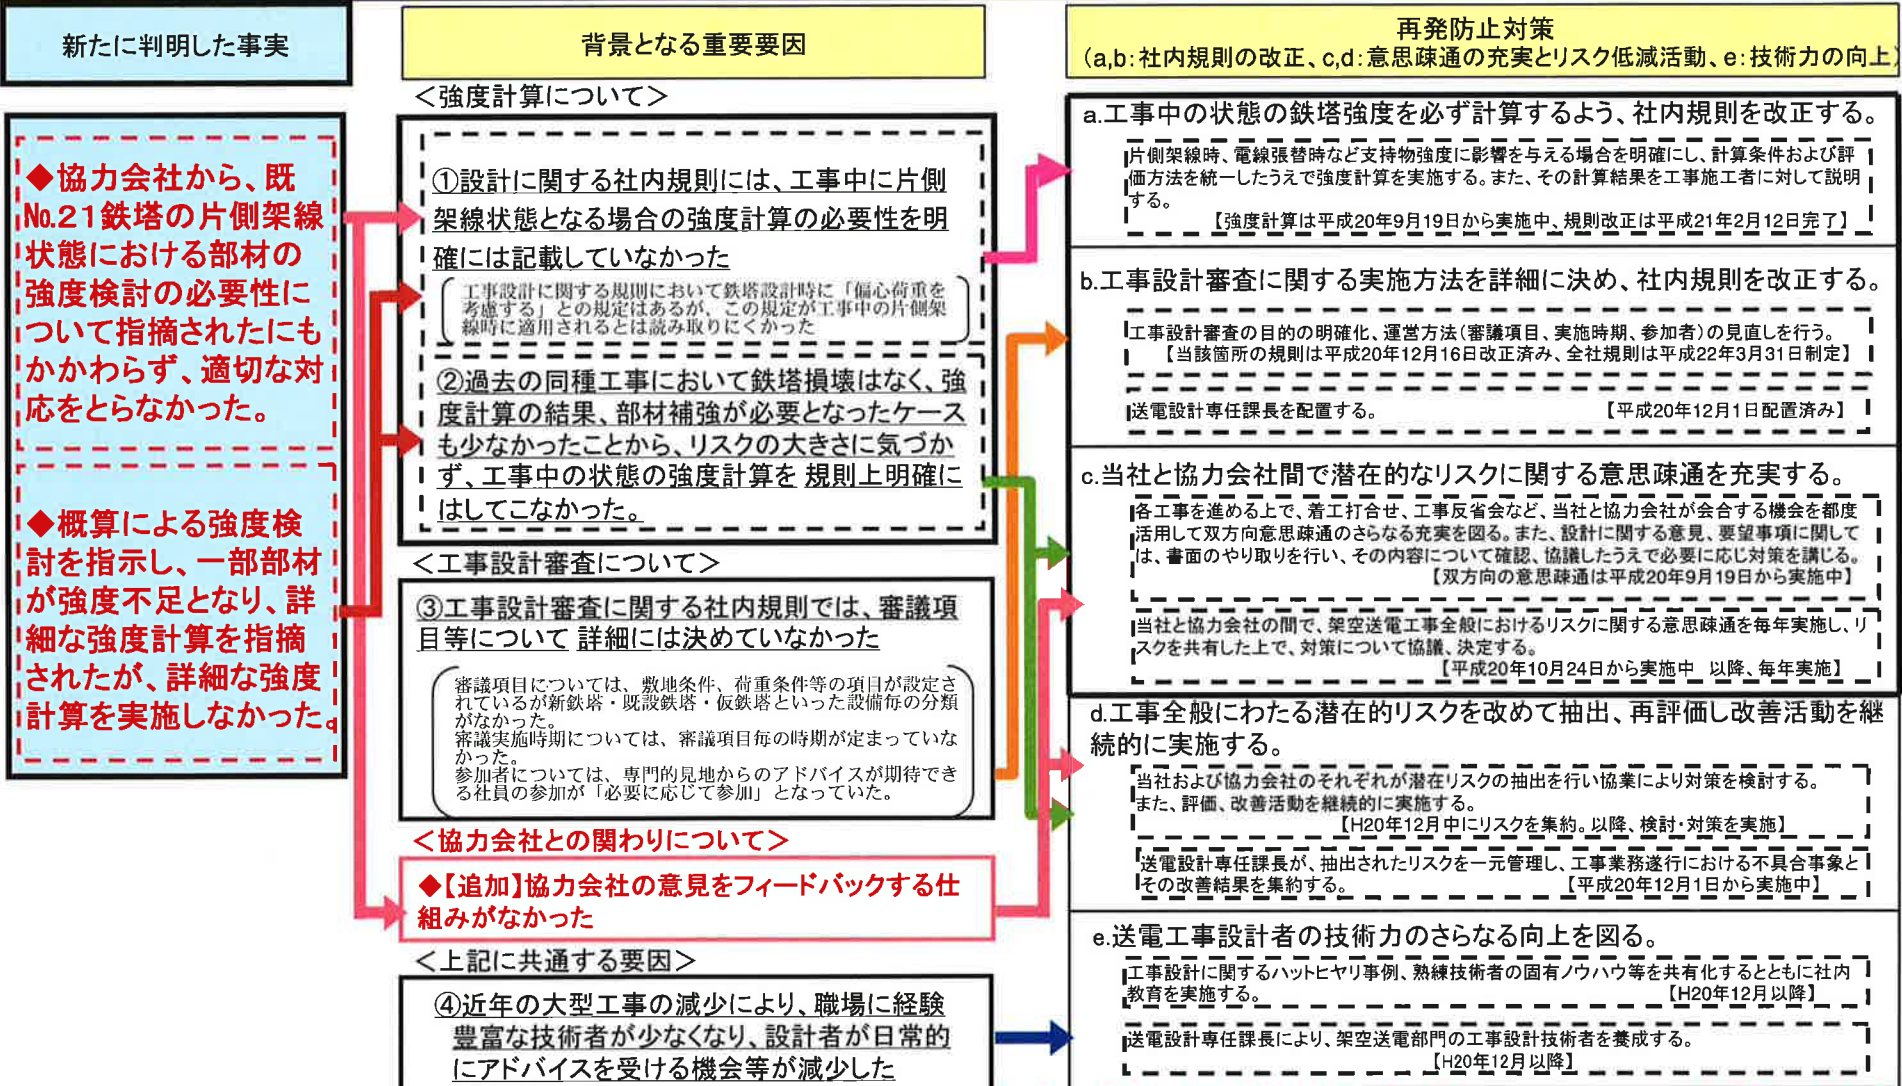 新たに判明した事実
◆協力会社から、既
№21鉄塔の片側架線
状態における部材の
強度検討の必要性に
ついて指摘されたにも
かかわらず、適切な対
応をとらなかった。
◆概算による強度検
討を指示し、一部部材
が強度不足となり、詳
細な強度計算を指摘
されたが、詳細な強度
計算を実施しなかった。
背景となる重要要因
＜強度計算について＞
①設計に関する社内規則には、工事中に片側
架線状態となる場合の強度計算の必要性を明
確には記載していなかった
工事設計に関する規則において鉄塔設計時に「偏心荷重を
考慮する」との規定はあるが、この規定が工事中の片側架
線時に適用されるとは読み取りにくかった
②過去の同種工事において鉄塔損壊はなく、強
度計算の結果、部材補強が必要となったケース
も少なかったことから、リスクの大きさに気づか
ず、工事中の状態の強度計算を 規則上明確に
はしてこなかった。
＜工事設計審査について＞
③工事設計審査に関する社内規則では、審議項
目等について 詳細には決めていなかった
審議項目については、敷地条件、荷重条件等の項目が設定さ
れているが新鉄塔・既設鉄塔・仮鉄塔といった設備毎の分類
がなかった。
審議実施時期については、審議項目毎の時期が定まっていな
かった。
参加者については、専門的見地からのアドバイスが期待でき
る社員の参加が「必要に応じて参加」となっていた。
＜協力会社との関わりについて＞
◆【追加】協力会社の意見をフィードバックする仕
組みがなかった
＜上記に共通する要因＞
④近年の大型工事の減少により、職場に経験
豊富な技術者が少なくなり、設計者が日常的
にアドバイスを受ける機会等が減少した
再発防止対策
（a,b：社内規則の改正、c,d：意思疎通の充実とリスク低減活動、e：技術力の向上）
a.工事中の状態の鉄塔強度を必ず計算するよう、社内規則を改正する。
片側架線時、電線張替時など支持物強度に影響を与える場合を明確にし、計算条件および評
価方法を統一したうえで強度計算を実施する。また、その計算結果を工事施工者に対して説明
する。
【強度計算は平成20年9月19日から実施中、規則改正は平成21年2月12日完了】
b.工事設計審査に関する実施方法を詳細に決め、社内規則を改正する。
工事設計審査の目的の明確化、運営方法（審議項目、実施時期、参加者）の見直しを行う。
【当該箇所の規則は平成20年12月16日改正済み、全社規則は平成22年3月31日制定】
送電設計専任課長を配置する。 【平成20年12月1日配置済み】
c.当社と協力会社間で潜在的なリスクに関する意思疎通を充実する。
各工事を進める上で、着工打合せ、工事反省会など、当社と協力会社が会合する機会を都度
活用して双方向意思疎通のさらなる充実を図る。また、設計に関する意見、要望事項に関して
は、書面のやり取りを行い、その内容について確認、協議したうえで必要に応じ対策を講じる。
【双方向の意思疎通は平成20年9月19日から実施中】
当社と協力会社の間で、架空送電工事全般におけるリスクに関する意思疎通を毎年実施し、リ
スクを共有した上で、対策について協議、決定する。
【平成20年10月24日から実施中 以降、毎年実施】
d.工事全般にわたる潜在的リスクを改めて抽出、再評価し改善活動を継
続的に実施する。
当社および協力会社のそれぞれが潜在リスクの抽出を行い協業により対策を検討する。
また、評価、改善活動を継続的に実施する。
【H20年12月中にリスクを集約。以降、検討・対策を実施】
送電設計専任課長が、抽出されたリスクを一元管理し、工事業務遂行における不具合事象と
その改善結果を集約する。 【平成20年12月1日から実施中】
e.送電工事設計者の技術力のさらなる向上を図る。
工事設計に関するハットヒヤリ事例、熟練技術者の固有ノウハウ等を共有化するとともに社内
教育を実施する。 【H20年12月以降】
送電設計専任課長により、架空送電部門の工事設計技術者を養成する。
【H20年12月以降】